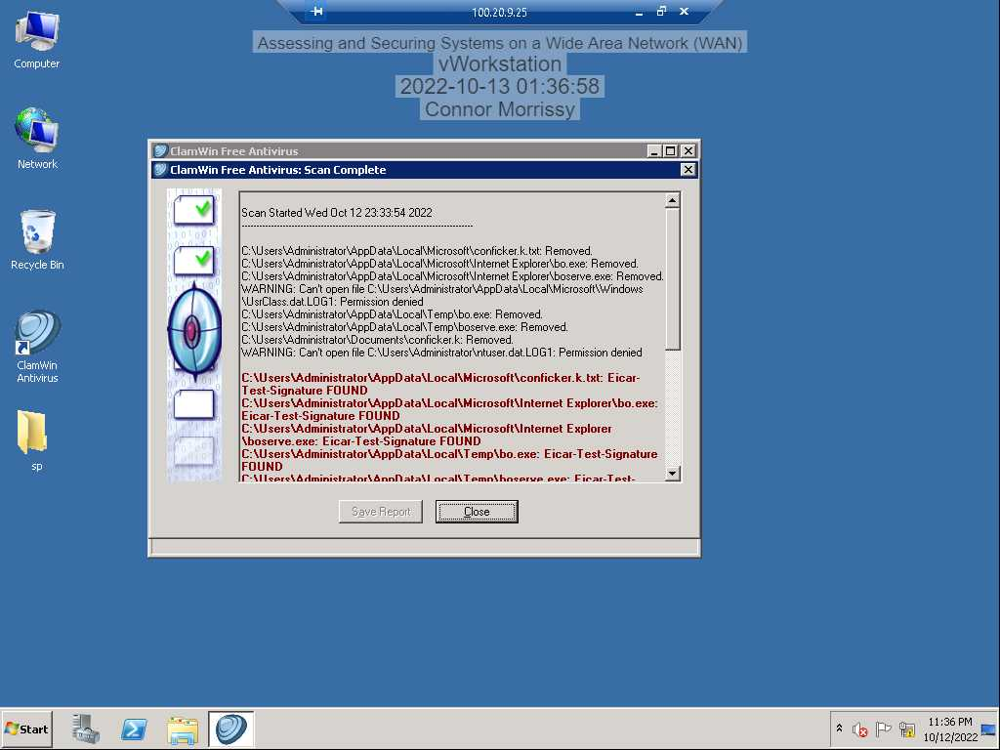 100.20.9.25
Assessing and Securing Systems on a Wide Area Network (WAN)
vWorkstation
2022-10-13 01:36:58
Connor Morrissy
Computer
Network
Recycle Bin
ClamWin
Antivirus
sp
ClamWin Free Antivirus
ClamWin Free Antivirus: Scan Complete
Scan Started Wed Oct 12 23:33:54 2022
-------------------------------------------------------------------------------
C:\Users\Administrator\AppData\Local\Microsoft\conficker.k.txt: Removed.
C:\Users\Administrator\AppData\Local\Microsoft\Internet Explorer\bo.exe: Removed.
C:\Users\Administrator\AppData\Local\Microsoft\Internet Explorer\boserve.exe: Removed.
WARNING: Can't open file C:\Users\Administrator\AppData\Local\Microsoft\Windows
\UsrClass.dat.LOG1: Permission denied
C:\Users\Administrator\AppData\Local\Temp\bo.exe: Removed.
C:\Users\Administrator\AppData\Local\Temp\boserve.exe: Removed.
C:\Users\Administrator\Documents\conficker.k: Removed.
WARNING: Can't open file C:\Users\Administrator\ntuser.dat.LOG1: Permission denied
C:\Users\Administrator\AppData\Local\Microsoft\conficker.k.txt: Eicar-
Test-Signature FOUND
C:\Users\Administrator\AppData\Local\Microsoft\Internet Explorer\bo.exe:
Eicar-Test-Signature FOUND
C:\Users\Administrator\AppData\Local\Microsoft\Internet Explorer
\boserve.exe: Eicar-Test-Signature FOUND
C:\Users\Administrator\AppData\Local\Temp\bo.exe: Eicar-Test-Signature
FOUND
C:\Users\Administrator\AppData\Local\Temp\boserve.exe: Eicar-Test-
Save Report
Close
Start
11:36 PM
10/12/2022